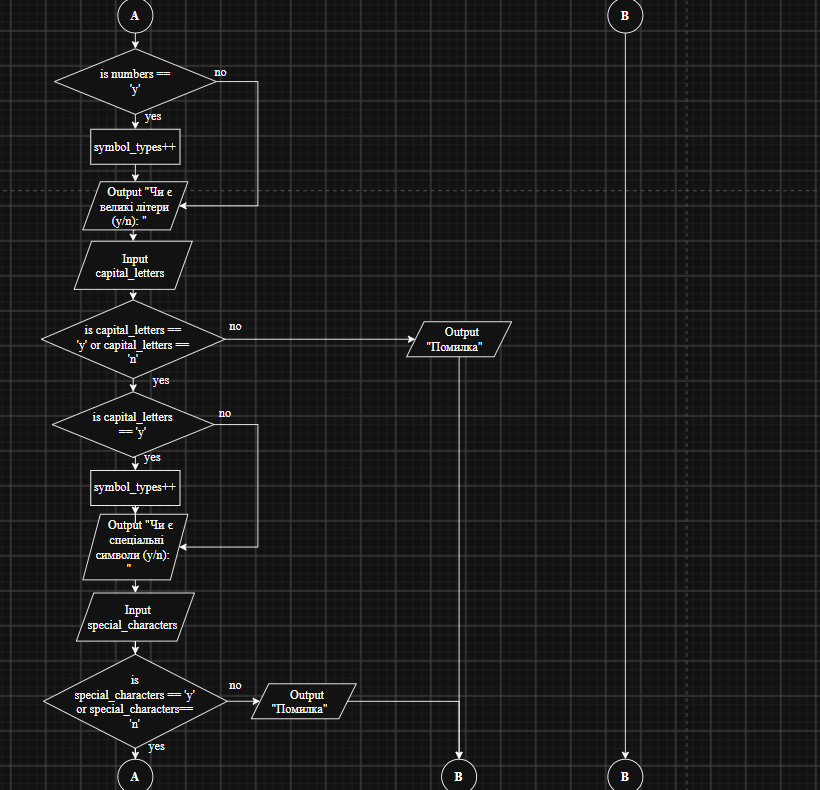 A
B
is numbers ==
'y'
no
yes
symbol_types++
Output "Чи є
великі літери
(y/n): "
Input
capital_letters
is capital_letters ==
'y' or capital_letters ==
'n'
no
Output
"Помилка"
yes
is capital_letters
== 'y'
no
yes
symbol_types++
Output "Чи є
спеціальні
символи (y/n):
"
Input
special_characters
is
special_characters == 'y'
or special_characters==
'n'
no
Output
"Помилка"
yes
A
B
B